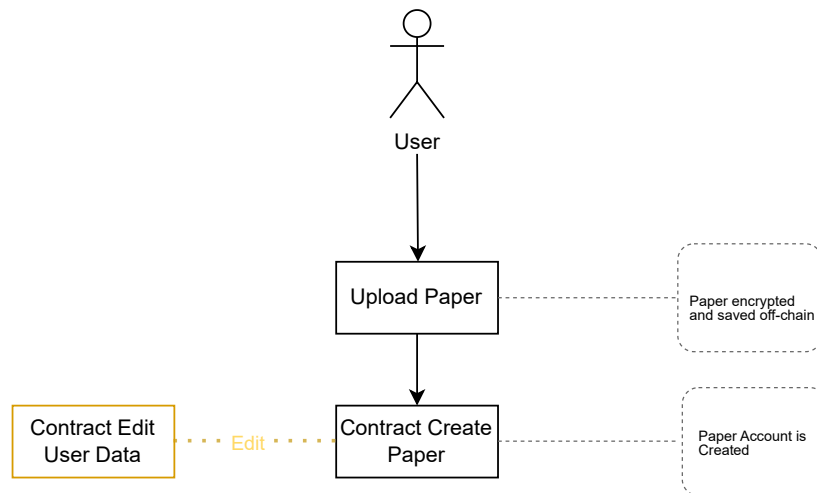 User
Upload Paper
Paper encrypted
and saved off-chain
Contract Edit
User Data
Edit
Contract Create
Paper
Paper Account is
Created